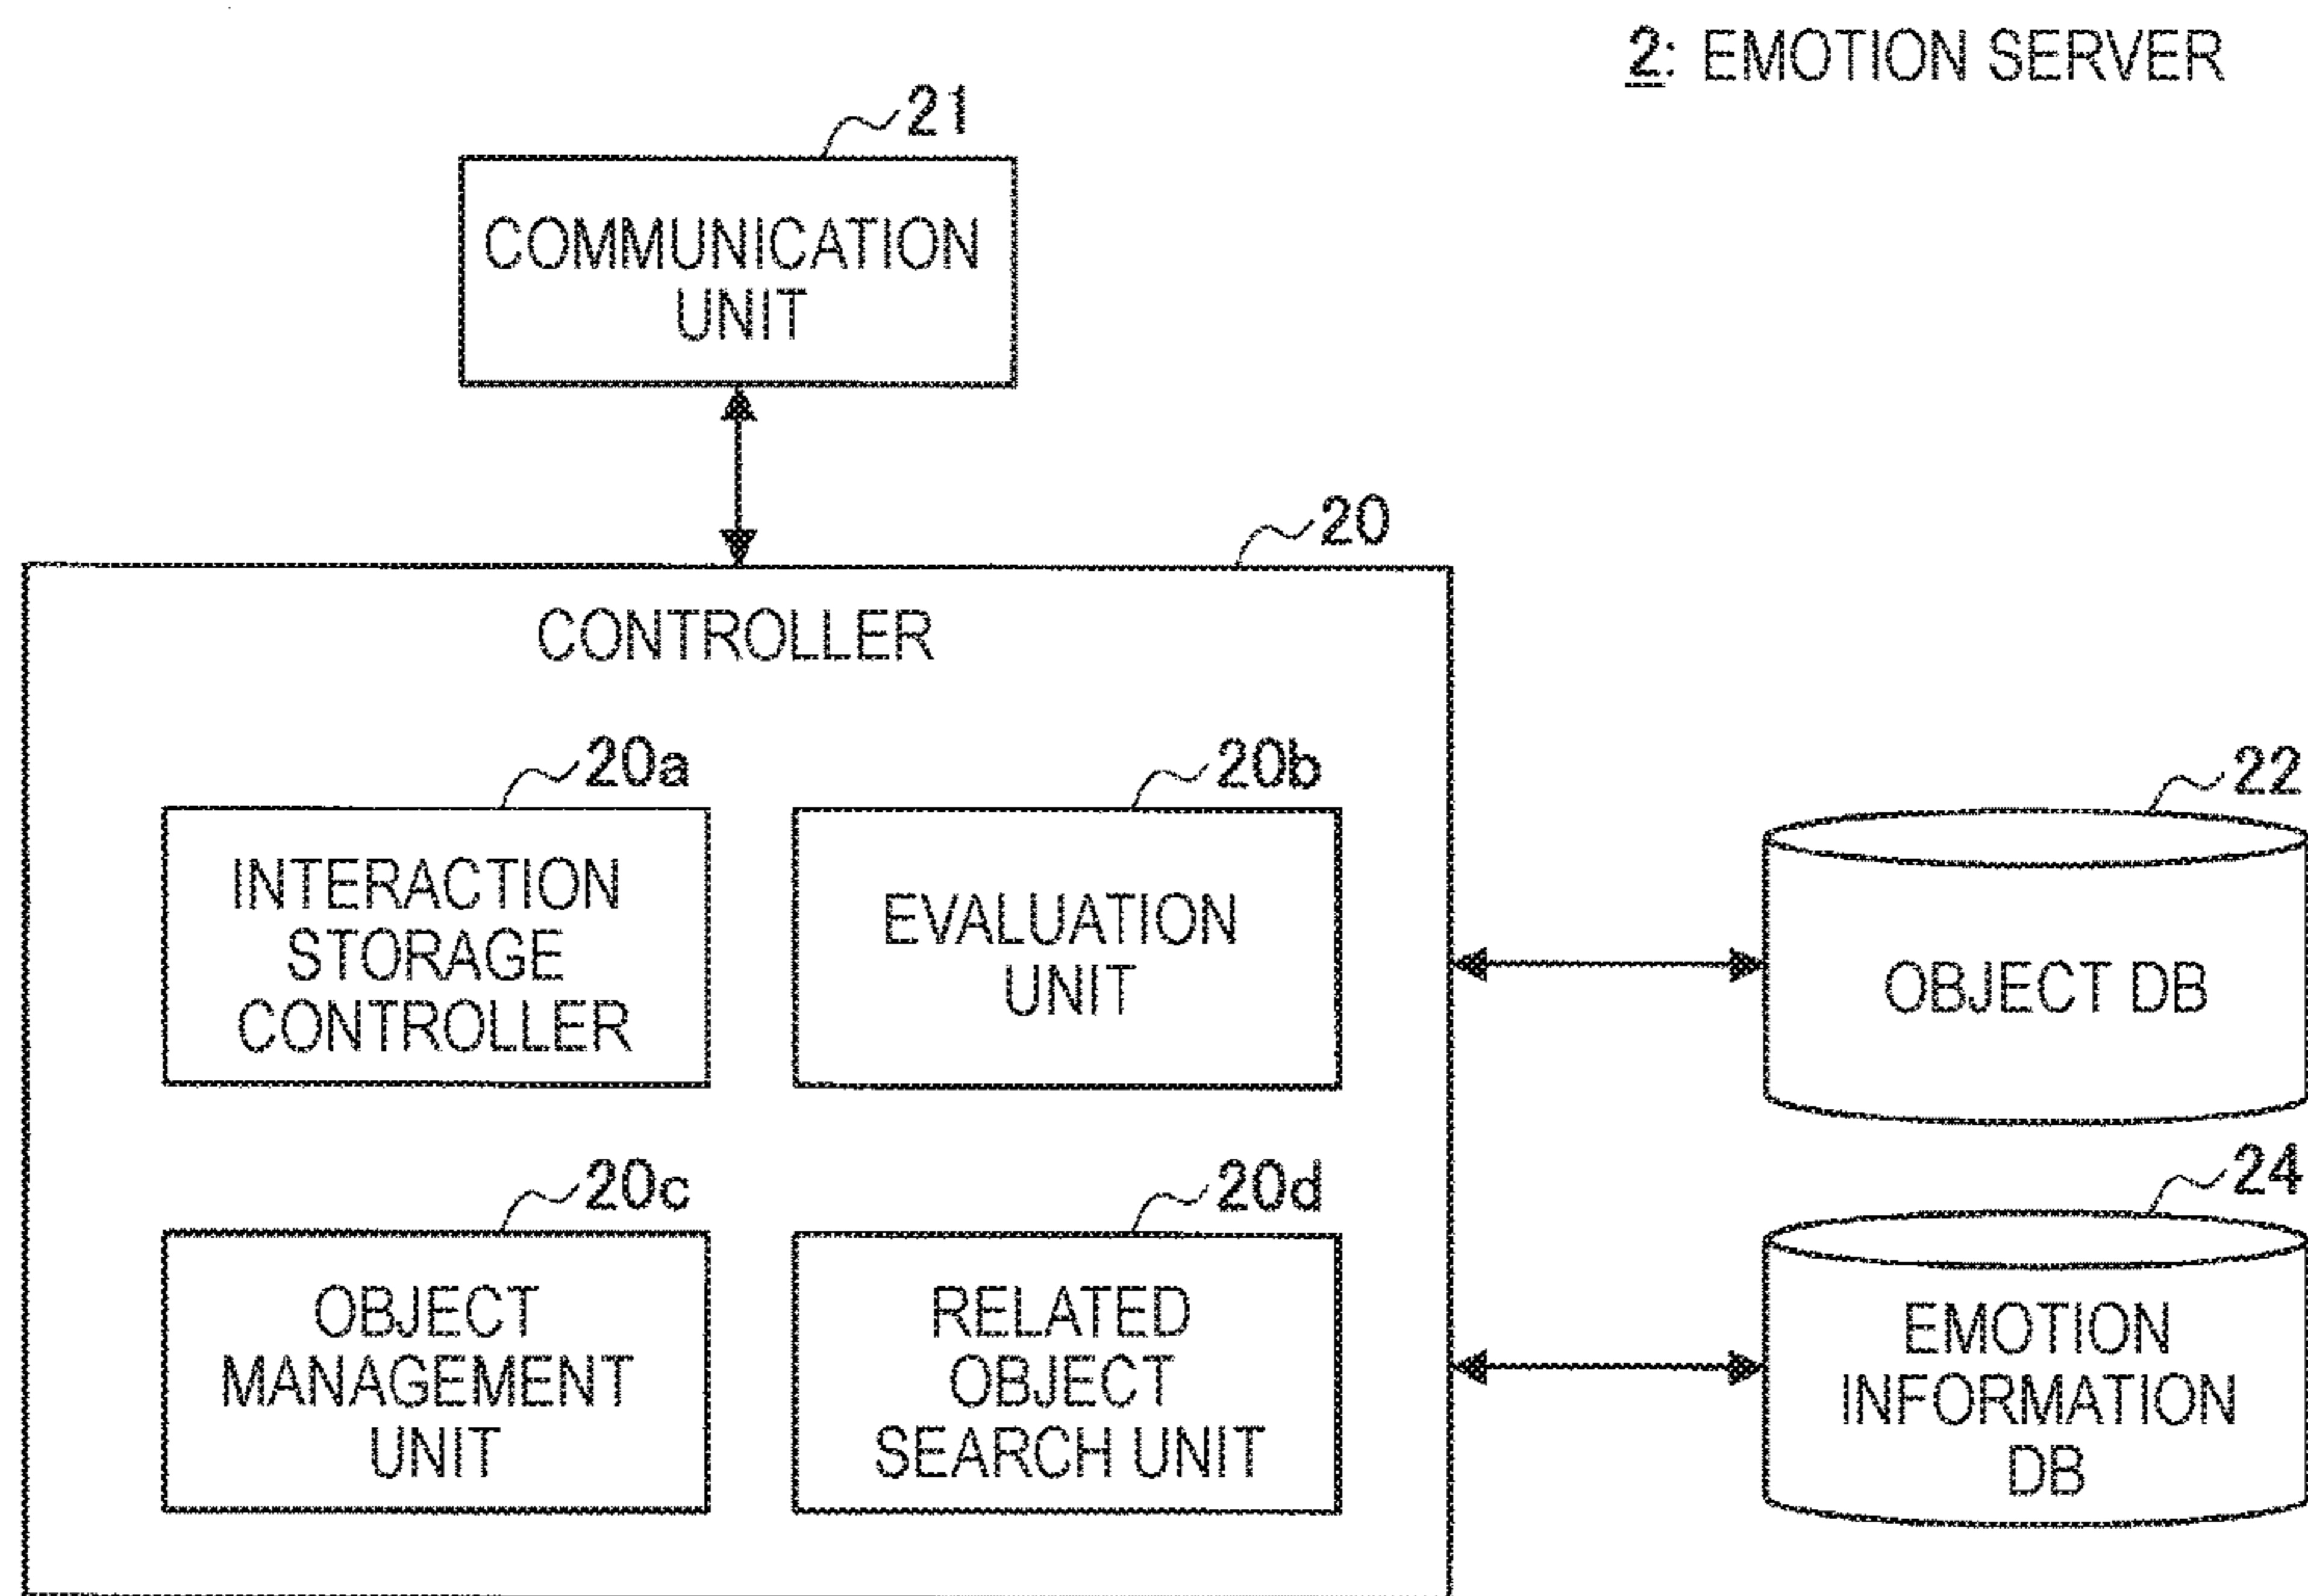 2: EMOTION SERVER
21
COMMUNICATION
UNIT
20
CONTROLLER
20a
INTERACTION
STORAGE
CONTROLLER
20b
EVALUATION
UNIT
22
OBJECT DB
20c
OBJECT
MANAGEMENT
UNIT
20d
RELATED
OBJECT
SEARCH UNIT
24
EMOTION
INFORMATION
DB